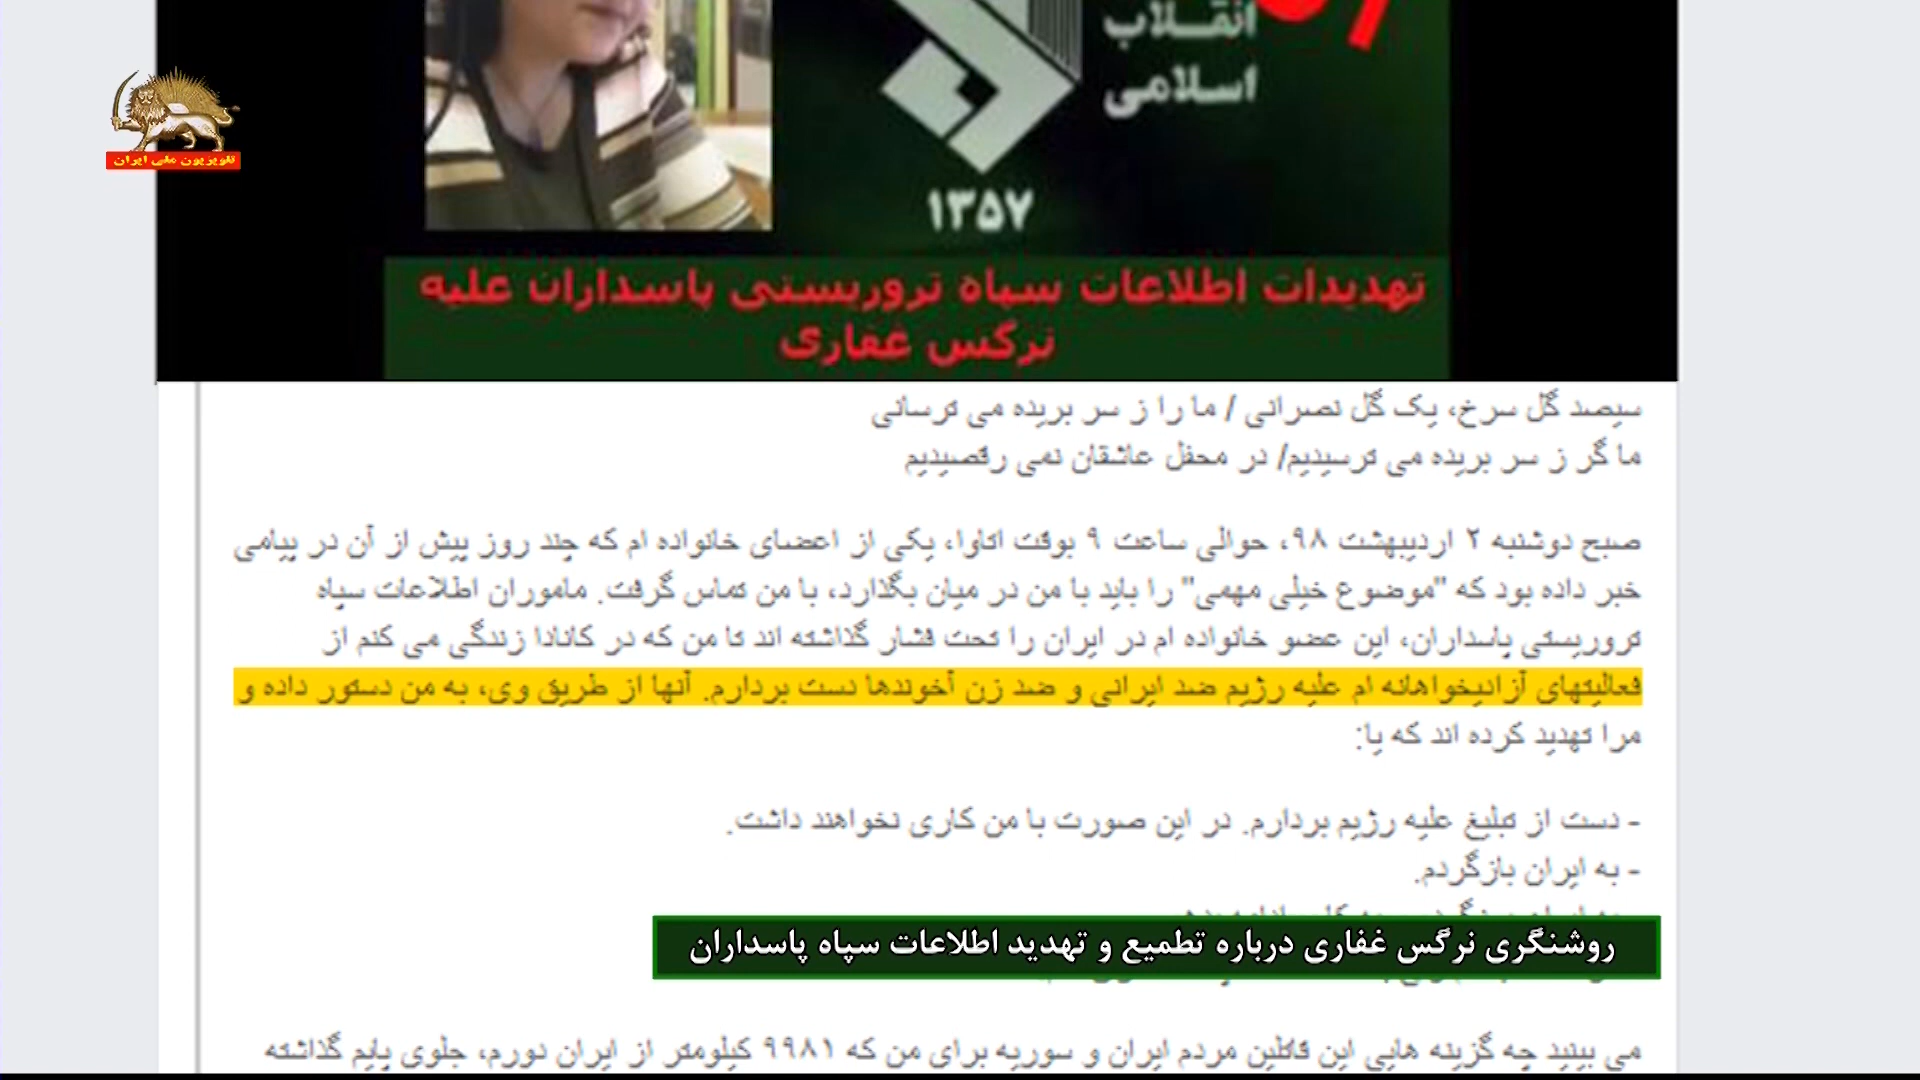 انقلاب
اسلامی
تلویزیون ملی ایران
۱۳۵۷
تهدیدات اطلاعات سپاه تروریستی پاسداران علیه
نرگس غفاری
سیصد گل سرخ، یک گل نصرانی / ما را ز سر بریده می ترسانی
ما گر ز سر بریده می ترسیدیم/ در محفل عاشقان نمی رقصیدیم
صبح دوشنبه ۲ اردیبهشت ۹۸، حوالی ساعت ۹ بوقت اتاوا، یکی از اعضای خانواده ام که چند روز پیش از آن در پیامی
خبر داده بود که "موضوع خیلی مهمی" را باید با من در میان بگذارد، با من تماس گرفت. ماموران اطلاعات سپاه
تروریستی پاسداران، این عضو خانواده ام در ایران را تحت فشار گذاشته اند تا من که در کانادا زندگی می کنم از
فعالیتهای آزادیخواهانه ام علیه رژیم ضد ایرانی و ضد زن آخوندها دست بردارم. آنها از طریق وی، به من دستور داده و
مرا تهدید کرده اند که یا:
- دست از تبلیغ علیه رژیم بردارم. در این صورت با من کاری نخواهند داشت.
- به ایران بازگردم.
روشنگری نرگس غفاری درباره تطمیع و تهدید اطلاعات سپاه پاسداران
می بینید چه گزینه هایی این قاتلین مردم ایران و سوریه برای من که ۹۹۸۱ کیلومتر از ایران دورم، جلوی پایم گذاشته